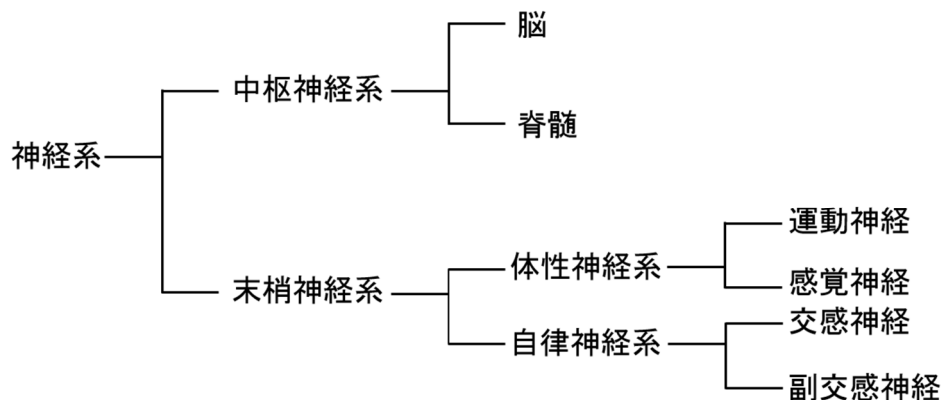 神経系
中枢神経系
脳
脊髄
末梢神経系
体性神経系
運動神経
感覚神経
自律神経系
交感神経
副交感神経